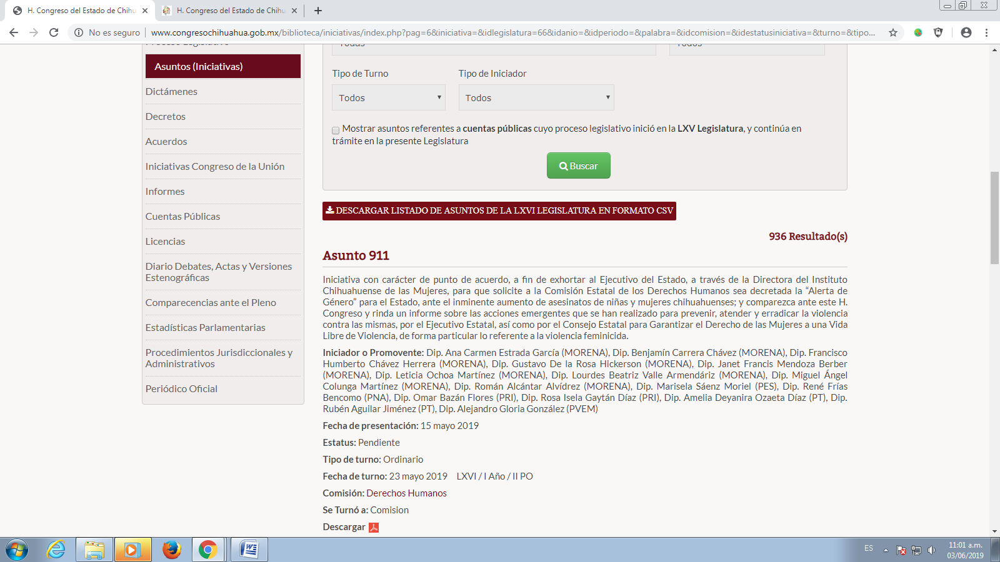 H. Congreso del Estado de Chihu
H. Congreso del Estado de Chihu
No es seguro
www.congresochihuahua.gob.mx/biblioteca/iniciativas/index.php?pag=6&iniciativa=&idlegislatura=66&idanio=&idperiodo=&palabra=&idcomision=&idestatusiniciativa=&turno=&tipo...
Proceso Legislativo
Asuntos (Iniciativas)
Dictámenes
Decretos
Acuerdos
Iniciativas Congreso de la Unión
Informes
Cuentas Públicas
Licencias
Diario Debates, Actas y Versiones
Estenográficas
Comparecencias ante el Pleno
Estadísticas Parlamentarias
Procedimientos Jurisdiccionales y
Administrativos
Periódico Oficial
Todas
Todos
Tipo de Turno
Tipo de Iniciador
Todos
Todos
Mostrar asuntos referentes a cuentas públicas cuyo proceso legislativo inició en la LXV Legislatura, y continúa en
trámite en la presente Legislatura
Buscar
DESCARGAR LISTADO DE ASUNTOS DE LA LXVI LEGISLATURA EN FORMATO CSV
936 Resultado(s)
Asunto 911
Iniciativa con carácter de punto de acuerdo, a fin de exhortar al Ejecutivo del Estado, a través de la Directora del Instituto
Chihuahuense de las Mujeres, para que solicite a la Comisión Estatal de los Derechos Humanos sea decretada la “Alerta de
Género” para el Estado, ante el inminente aumento de asesinatos de niñas y mujeres chihuahuenses; y comparezca ante este H.
Congreso y rinda un informe sobre las acciones emergentes que se han realizado para prevenir, atender y erradicar la violencia
contra las mismas, por el Ejecutivo Estatal, así como por el Consejo Estatal para Garantizar el Derecho de las Mujeres a una Vida
Libre de Violencia, de forma particular lo referente a la violencia feminicida.
Iniciador o Promovente: Dip. Ana Carmen Estrada García (MORENA), Dip. Benjamín Carrera Chávez (MORENA), Dip. Francisco
Humberto Chávez Herrera (MORENA), Dip. Gustavo De la Rosa Hickerson (MORENA), Dip. Janet Francis Mendoza Berber
(MORENA), Dip. Leticia Ochoa Martínez (MORENA), Dip. Lourdes Beatriz Valle Armendáriz (MORENA), Dip. Miguel Ángel
Colunga Martínez (MORENA), Dip. Román Alcántar Alvídrez (MORENA), Dip. Marisela Sáenz Moriel (PES), Dip. René Frías
Bencomo (PNA), Dip. Omar Bazán Flores (PRI), Dip. Rosa Isela Gaytán Díaz (PRI), Dip. Amelia Deyanira Ozaeta Díaz (PT), Dip.
Rubén Aguilar Jiménez (PT), Dip. Alejandro Gloria González (PVEM)
Fecha de presentación: 15 mayo 2019
Estatus: Pendiente
Tipo de turno: Ordinario
Fecha de turno: 23 mayo 2019 LXVI / I Año / II PO
Comisión: Derechos Humanos
Se Turnó a: Comision
Descargar
ES
11:01 a.m.
03/06/2019